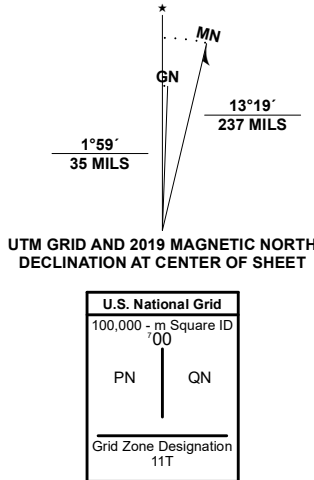 ★
MN
GN
13°19´
237 MILS
1°59´
35 MILS
UTM GRID AND 2019 MAGNETIC NORTH
DECLINATION AT CENTER OF SHEET
U.S. National Grid
100,000 - m Square ID
⁷00
PN QN
Grid Zone Designation
11T